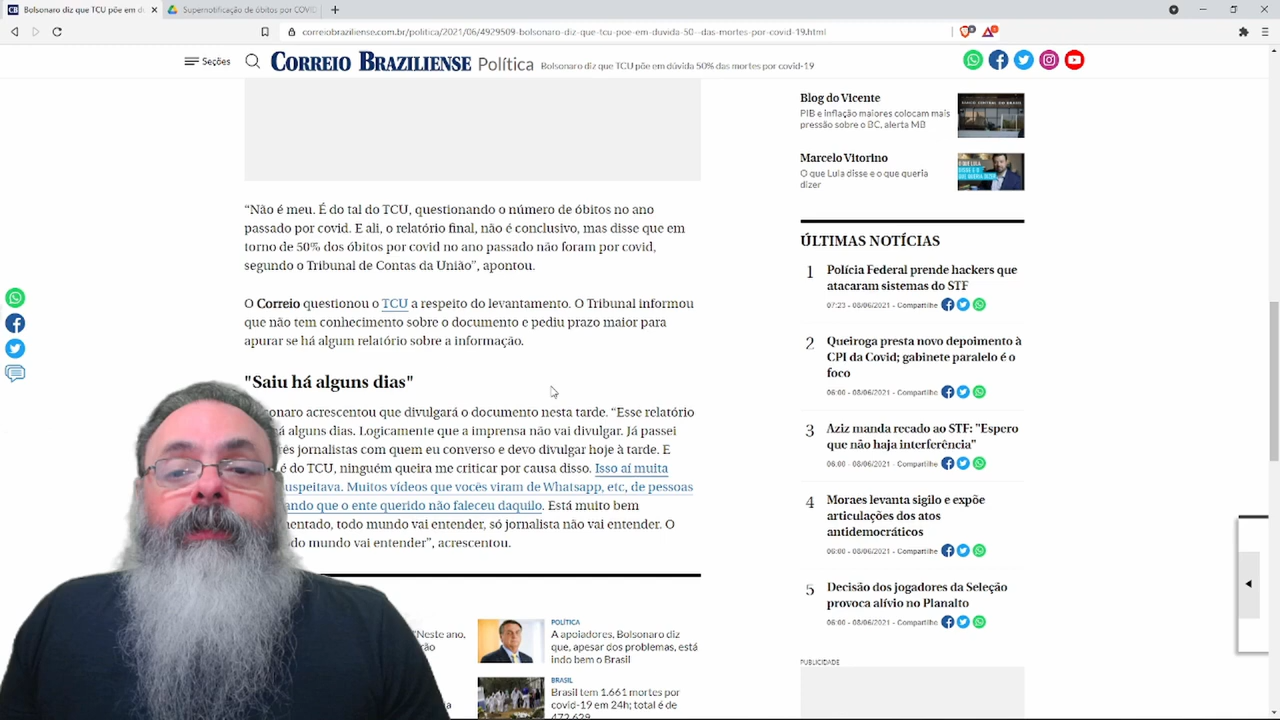 Bolsonaro diz que TCU põe em du
Supernotificação de óbitos por COVID
correiobraziliense.com.br/politica/2021/06/4929509-bolsonaro-diz-que-tcu-poe-em-duvida-50--das-mortes-por-covid-19.html
Seções
CORREIO BRAZILIENSE Política Bolsonaro diz que TCU põe em dúvida 50% das mortes por covid-19
“Não é meu. É do tal do TCU, questionando o número de óbitos no ano
passado por covid. E ali, o relatório final, não é conclusivo, mas disse que em
torno de 50% dos óbitos por covid no ano passado não foram por covid,
segundo o Tribunal de Contas da União”, apontou.
O Correio questionou o TCU a respeito do levantamento. O Tribunal informou
que não tem conhecimento sobre o documento e pediu prazo maior para
apurar se há algum relatório sobre a informação.
"Saiu há alguns dias"
onaro acrescentou que divulgará o documento nesta tarde. “Esse relatório
á alguns dias. Logicamente que a imprensa não vai divulgar. Já passei
rês jornalistas com quem eu converso e devo divulgar hoje à tarde. E
é do TCU, ninguém queira me criticar por causa disso. Isso aí muita
uspeitava. Muitos vídeos que vocês viram de Whatsapp, etc, de pessoas
ando que o ente querido não faleceu daquilo. Está muito bem
mentado, todo mundo vai entender, só jornalista não vai entender. O
do mundo vai entender”, acrescentou.
"Neste ano,
rão
POLÍTICA
A apoiadores, Bolsonaro diz
que, apesar dos problemas, está
indo bem o Brasil
BRASIL
Brasil tem 1.661 mortes por
covid-19 em 24h; total é de
472.629
Blog do Vicente
PIB e inflação maiores colocam mais
pressão sobre o BC, alerta MB
Marcelo Vitorino
O que Lula disse e o que queria
dizer
ÚLTIMAS NOTÍCIAS
1 Polícia Federal prende hackers que
atacaram sistemas do STF
07:23 - 08/06/2021 - Compartilhe
2 Queiroga presta novo depoimento à
CPI da Covid; gabinete paralelo é o
foco
06:00 - 08/06/2021 - Compartilhe
3 Aziz manda recado ao STF: "Espero
que não haja interferência"
06:00 - 08/06/2021 - Compartilhe
4 Moraes levanta sigilo e expõe
articulações dos atos
antidemocráticos
06:00 - 08/06/2021 - Compartilhe
5 Decisão dos jogadores da Seleção
provoca alívio no Planalto
06:00 - 08/06/2021 - Compartilhe
PUBLICIDADE